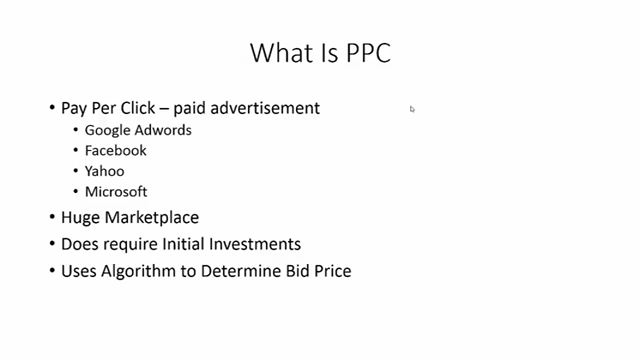 What Is PPC
• Pay Per Click – paid advertisement
• Google Adwords
• Facebook
• Yahoo
• Microsoft
• Huge Marketplace
• Does require Initial Investments
• Uses Algorithm to Determine Bid Price